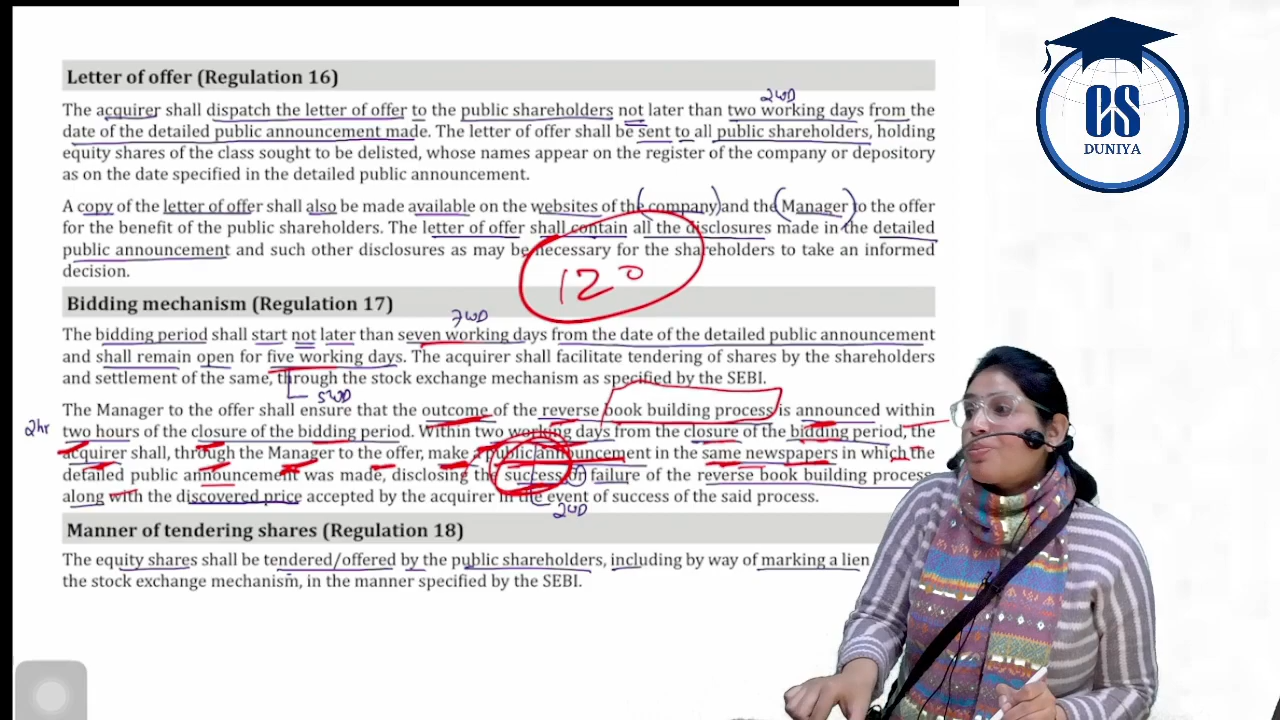 Letter of offer (Regulation 16)
2WD
The acquirer shall dispatch the letter of offer to the public shareholders not later than two working days from the
date of the detailed public announcement made. The letter of offer shall be sent to all public shareholders, holding
equity shares of the class sought to be delisted, whose names appear on the register of the company or depository
as on the date specified in the detailed public announcement.
A copy of the letter of offer shall also be made available on the websites of the company and the Manager to the offer
for the benefit of the public shareholders. The letter of offer shall contain all the disclosures made in the detailed
public announcement and such other disclosures as may be necessary for the shareholders to take an informed
decision.
120
Bidding mechanism (Regulation 17)
7WD
The bidding period shall start not later than seven working days from the date of the detailed public announcement
and shall remain open for five working days. The acquirer shall facilitate tendering of shares by the shareholders
and settlement of the same, through the stock exchange mechanism as specified by the SEBI.
5WD
The Manager to the offer shall ensure that the outcome of the reverse book building process is announced within
2hr
two hours of the closure of the bidding period. Within two working days from the closure of the bidding period, the
acquirer shall, through the Manager to the offer, make a public announcement in the same newspapers in which the
detailed public announcement was made, disclosing the success or failure of the reverse book building process
along with the discovered price accepted by the acquirer in the event of success of the said process.
2WD
Manner of tendering shares (Regulation 18)
The equity shares shall be tendered/offered by the public shareholders, including by way of marking a lien
the stock exchange mechanism, in the manner specified by the SEBI.
CS
DUNIYA